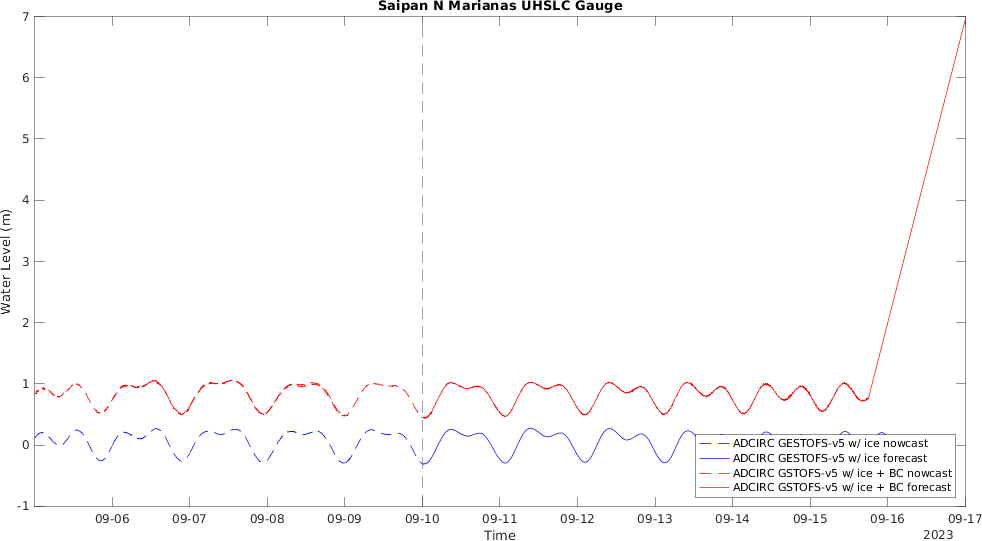 Saipan N Marianas UHSLC Gauge
7
6
5
4
3
2
1
0
-1
Water Level (m)
ADCIRC GESTOFS-v5 w/ ice nowcast
ADCIRC GESTOFS-v5 w/ ice forecast
ADCIRC GSTOFS-v5 w/ ice + BC nowcast
ADCIRC GSTOFS-v5 w/ ice + BC forecast
09-06 09-07 09-08 09-09 09-10 09-11 09-12 09-13 09-14 09-15 09-16 09-17
Time
2023